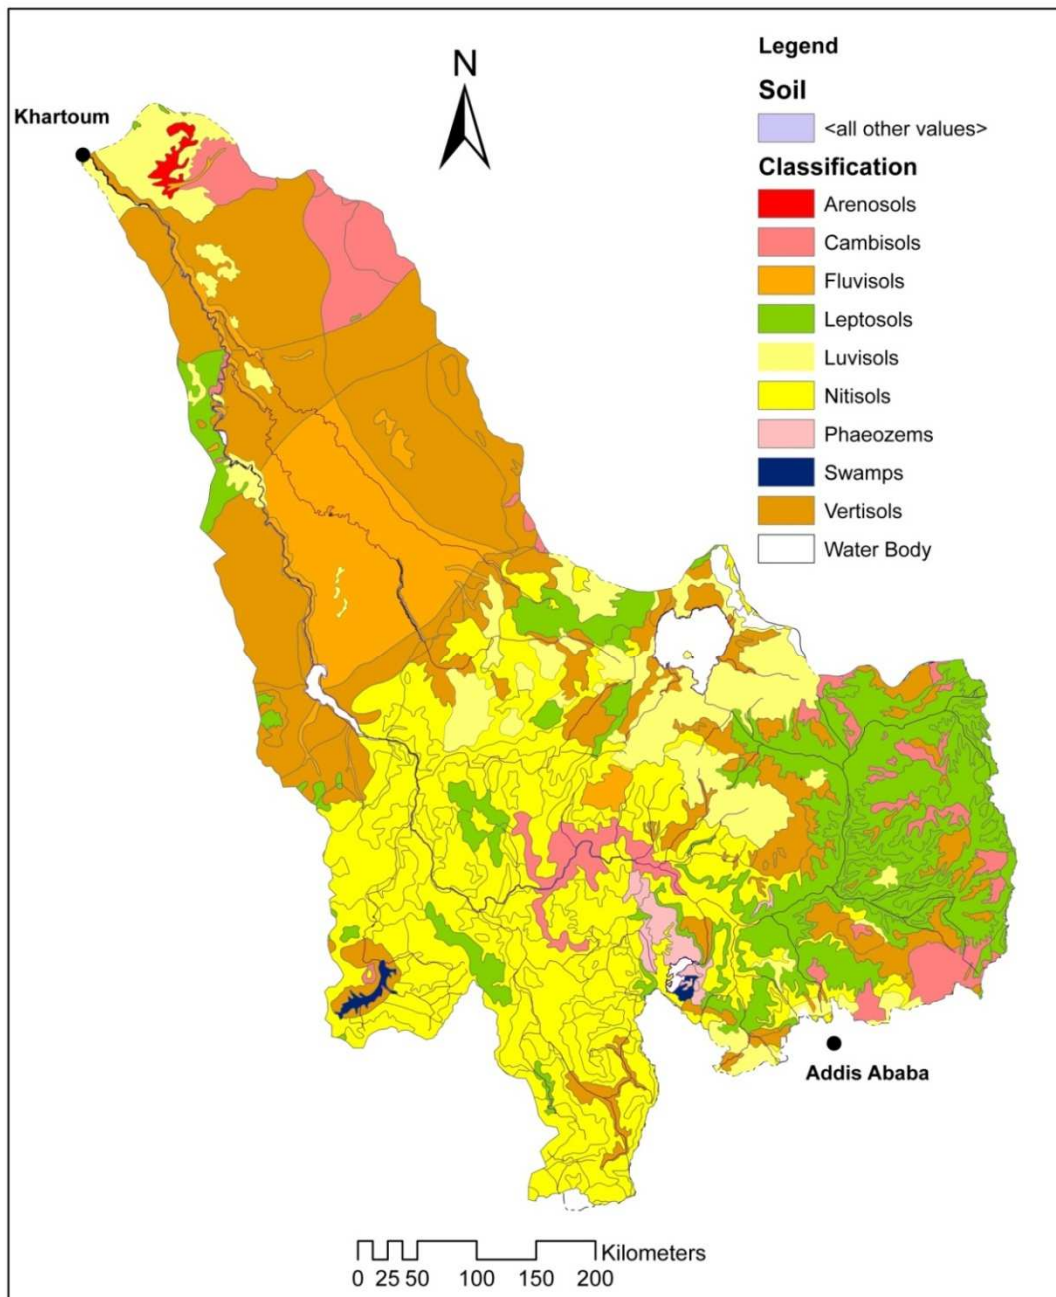 Legend
N
Soil
Khartoum
<all other values>
Classification
Arenosols
Cambisols
Fluvisols
Leptosols
Luvisols
Nitisols
Phaeozems
Swamps
Vertisols
Water Body
Addis Ababa
Kilometers
0 25 50 100 150 200